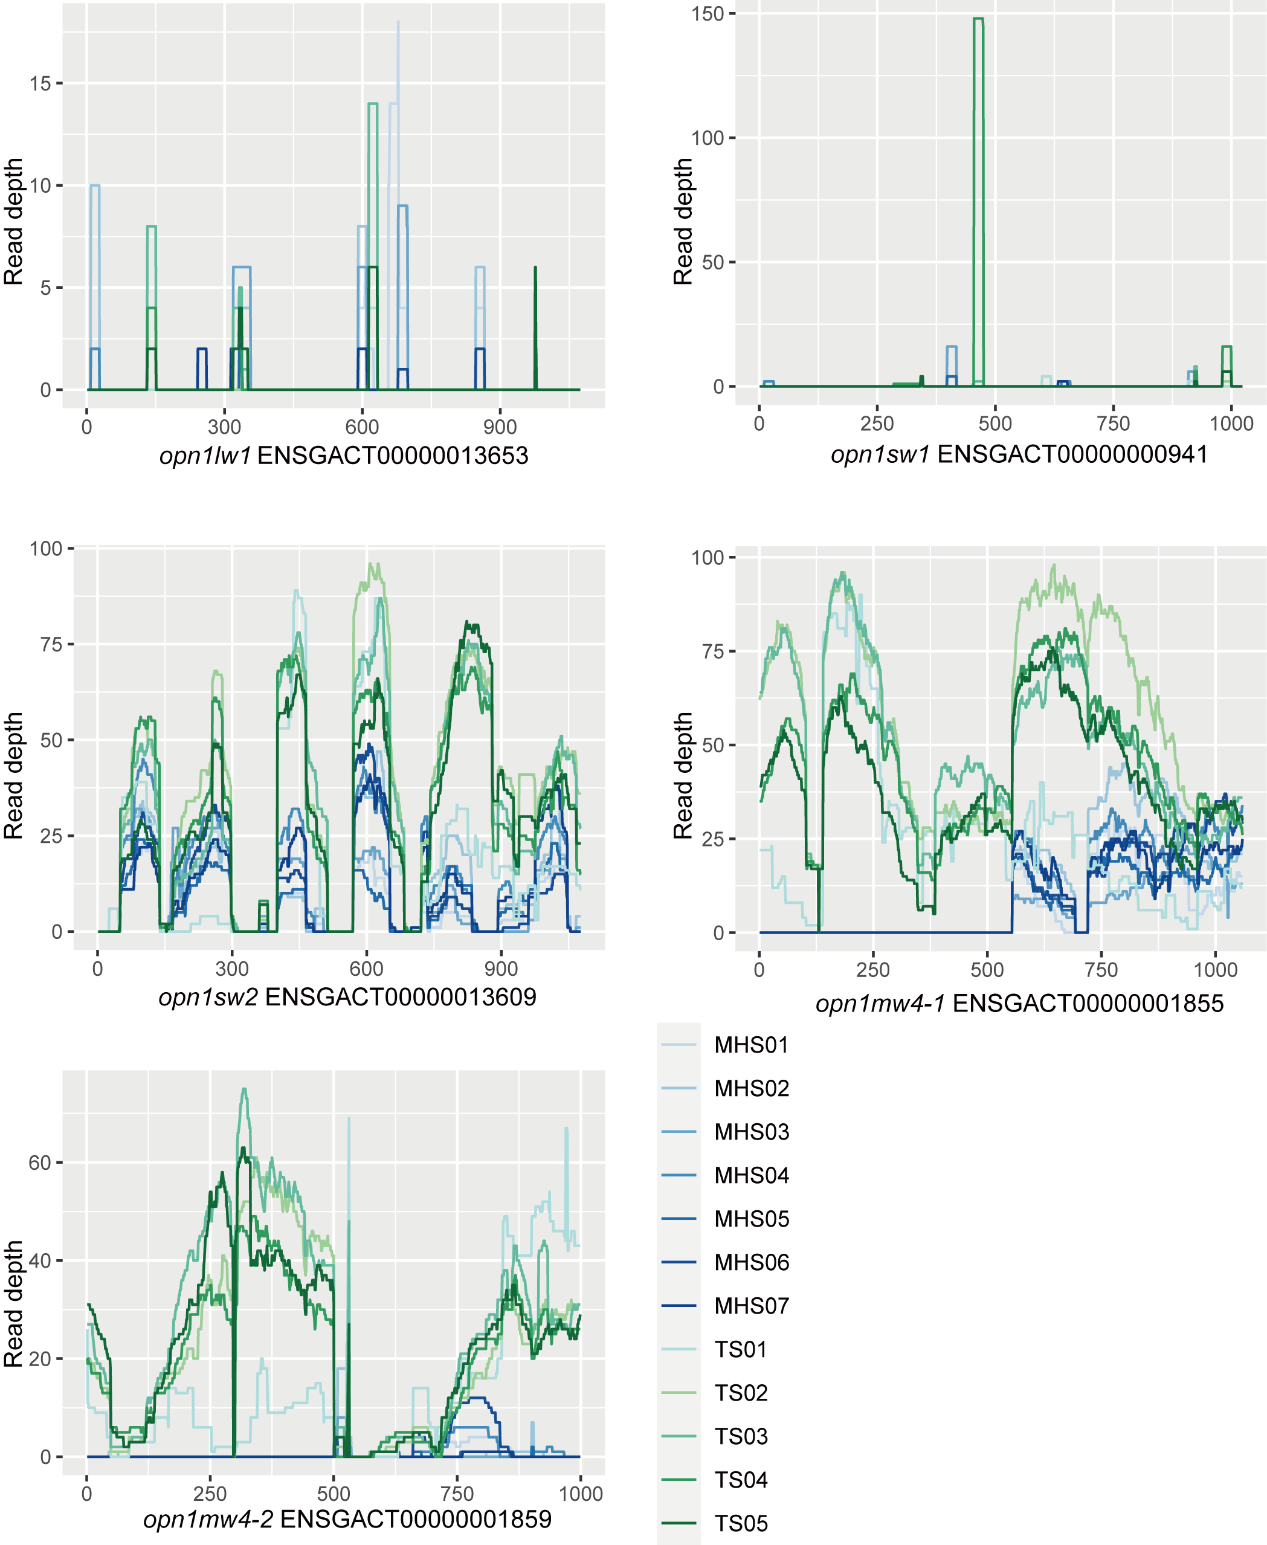 Read depth
15
10
5
0
0 300 600 900
opn1lw1 ENSGACT00000013653
Read depth
150
100
50
0
0 250 500 750 1000
opn1sw1 ENSGACT00000000941
Read depth
100
75
50
25
0
0 300 600 900
opn1sw2 ENSGACT00000013609
Read depth
100
75
50
25
0
0 250 500 750 1000
opn1mw4-1 ENSGACT00000001855
Read depth
60
40
20
0
0 250 500 750 1000
opn1mw4-2 ENSGACT00000001859
MHS01
MHS02
MHS03
MHS04
MHS05
MHS06
MHS07
TS01
TS02
TS03
TS04
TS05